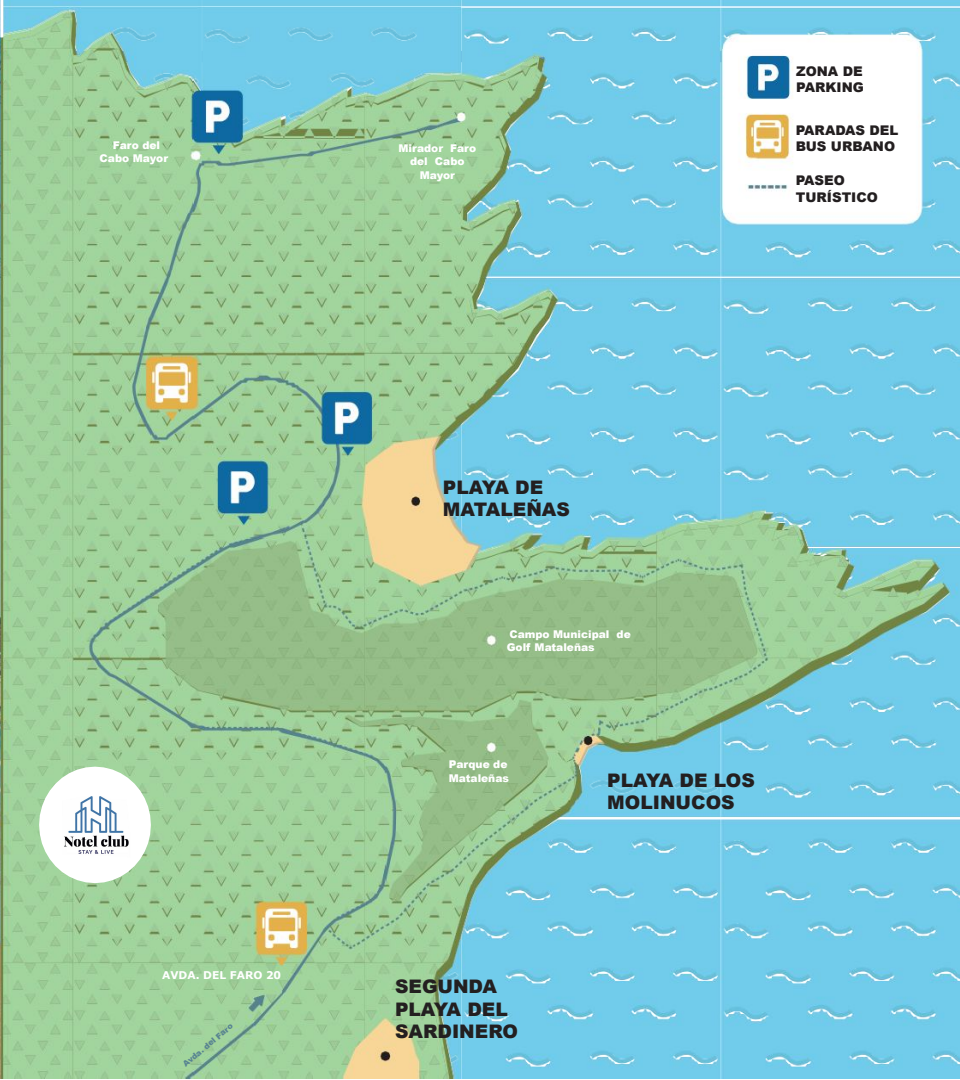 P
ZONA DE
PARKING
PARADAS DEL
BUS URBANO
PASEO
TURÍSTICO
P
Faro del
Cabo Mayor
Mirador Faro
del Cabo
Mayor
P
P
PLAYA DE
MATALEÑAS
Campo Municipal de
Golf Mataleñas
Parque de
Mataleñas
PLAYA DE LOS
MOLINUCOS
Notel club
STAY & LIVE
AVDA. DEL FARO 20
Avda. del Faro
SEGUNDA
PLAYA DEL
SARDINERO